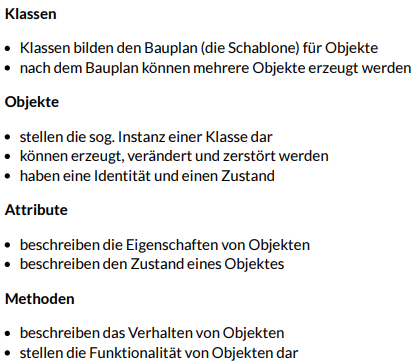 Klassen
• Klassen bilden den Bauplan (die Schablone) für Objekte
• nach dem Bauplan können mehrere Objekte erzeugt werden
Objekte
• stellen die sog. Instanz einer Klasse dar
• können erzeugt, verändert und zerstört werden
• haben eine Identität und einen Zustand
Attribute
• beschreiben die Eigenschaften von Objekten
• beschreiben den Zustand eines Objektes
Methoden
• beschreiben das Verhalten von Objekten
• stellen die Funktionalität von Objekten dar